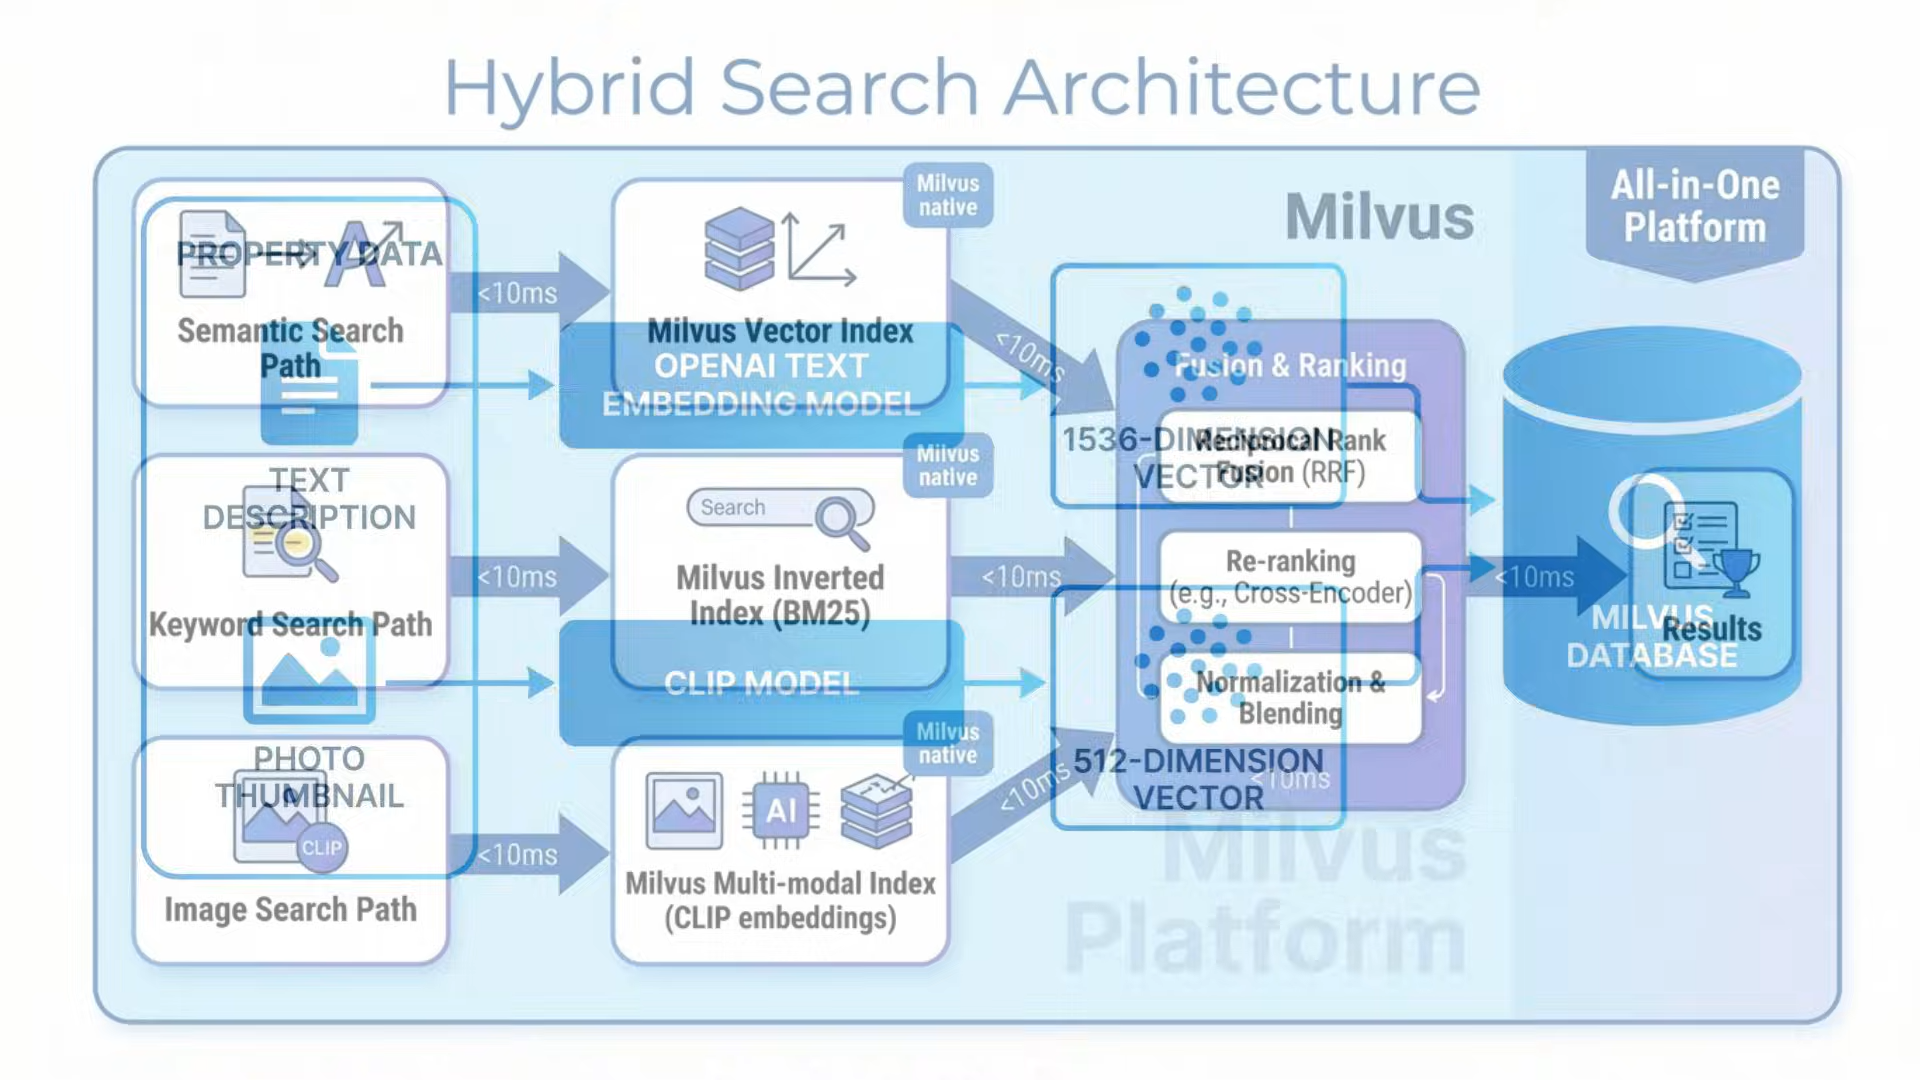 Hybrid Search Architecture
All-in-One
Platform
Milvus
PROPERTY DATA
Semantic Search
Path
<10ms
Milvus
native
Milvus Vector Index
OPENAI TEXT
EMBEDDING MODEL
<10ms
TEXT
DESCRIPTION
Keyword Search Path
<10ms
Milvus
native
Search
Milvus Inverted
Index (BM25)
<10ms
CLIP MODEL
PHOTO
THUMBNAIL
CLIP
Image Search Path
<10ms
Milvus
native
AI
Milvus Multi-modal Index
(CLIP embeddings)
<10ms
1536-DIMENSION
VECTOR
Fusion & Ranking
Reciprocal Rank
Fusion (RRF)
Re-ranking
(e.g., Cross-Encoder)
Normalization &
Blending
<10ms
512-DIMENSION
VECTOR
<10ms
MILVUS
DATABASE
Results
Milvus
Platform